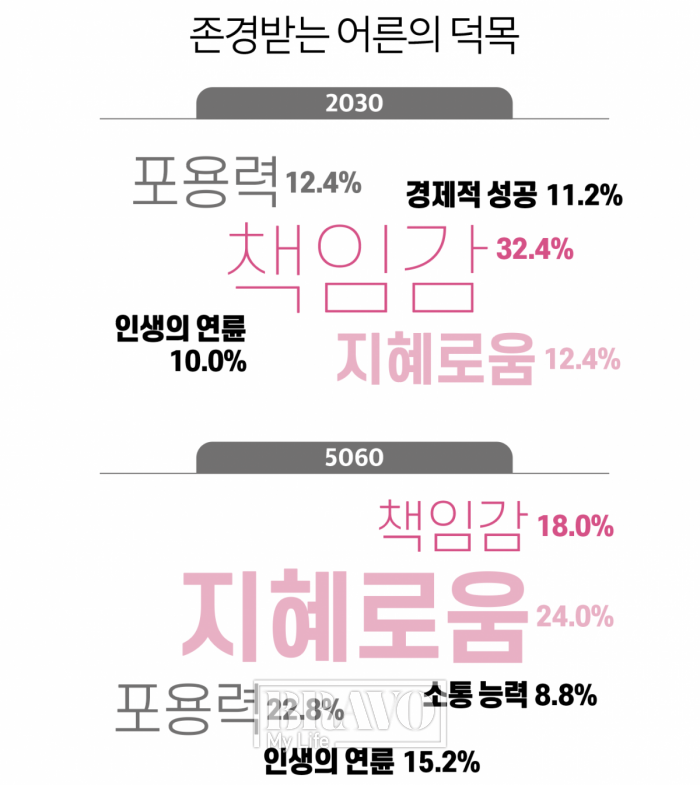 존경받는 어른의 덕목
2030
포용력 12.4%
경제적 성공 11.2%
책임감 32.4%
인생의 연륜
10.0%
지혜로움 12.4%
5060
책임감 18.0%
지혜로움 24.0%
포용력 22.8%
소통 능력 8.8%
BRAVO
My Life
인생의 연륜 15.2%